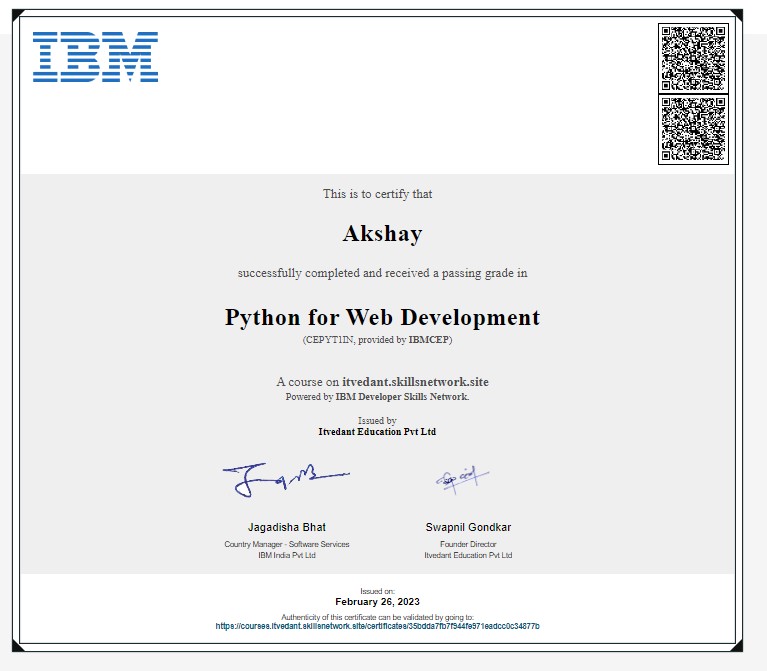 IBM
This is to certify that
Akshay
successfully completed and received a passing grade in
Python for Web Development
(CEPYT1IN, provided by IBMCEP)
A course on itvedant.skillsnetwork.site
Powered by IBM Developer Skills Network.
Issued by
Itvedant Education Pvt Ltd
Jagadisha Bhat
Country Manager - Software Services
IBM India Pvt Ltd
Swapnil Gondkar
Founder Director
Itvedant Education Pvt Ltd
Issued on:
February 26, 2023
Authenticity of this certificate can be validated by going to:
https://courses.itvedant.skillsnetwork.site/certificates/35bdda7fb7f944fe971eadcc0c34877b